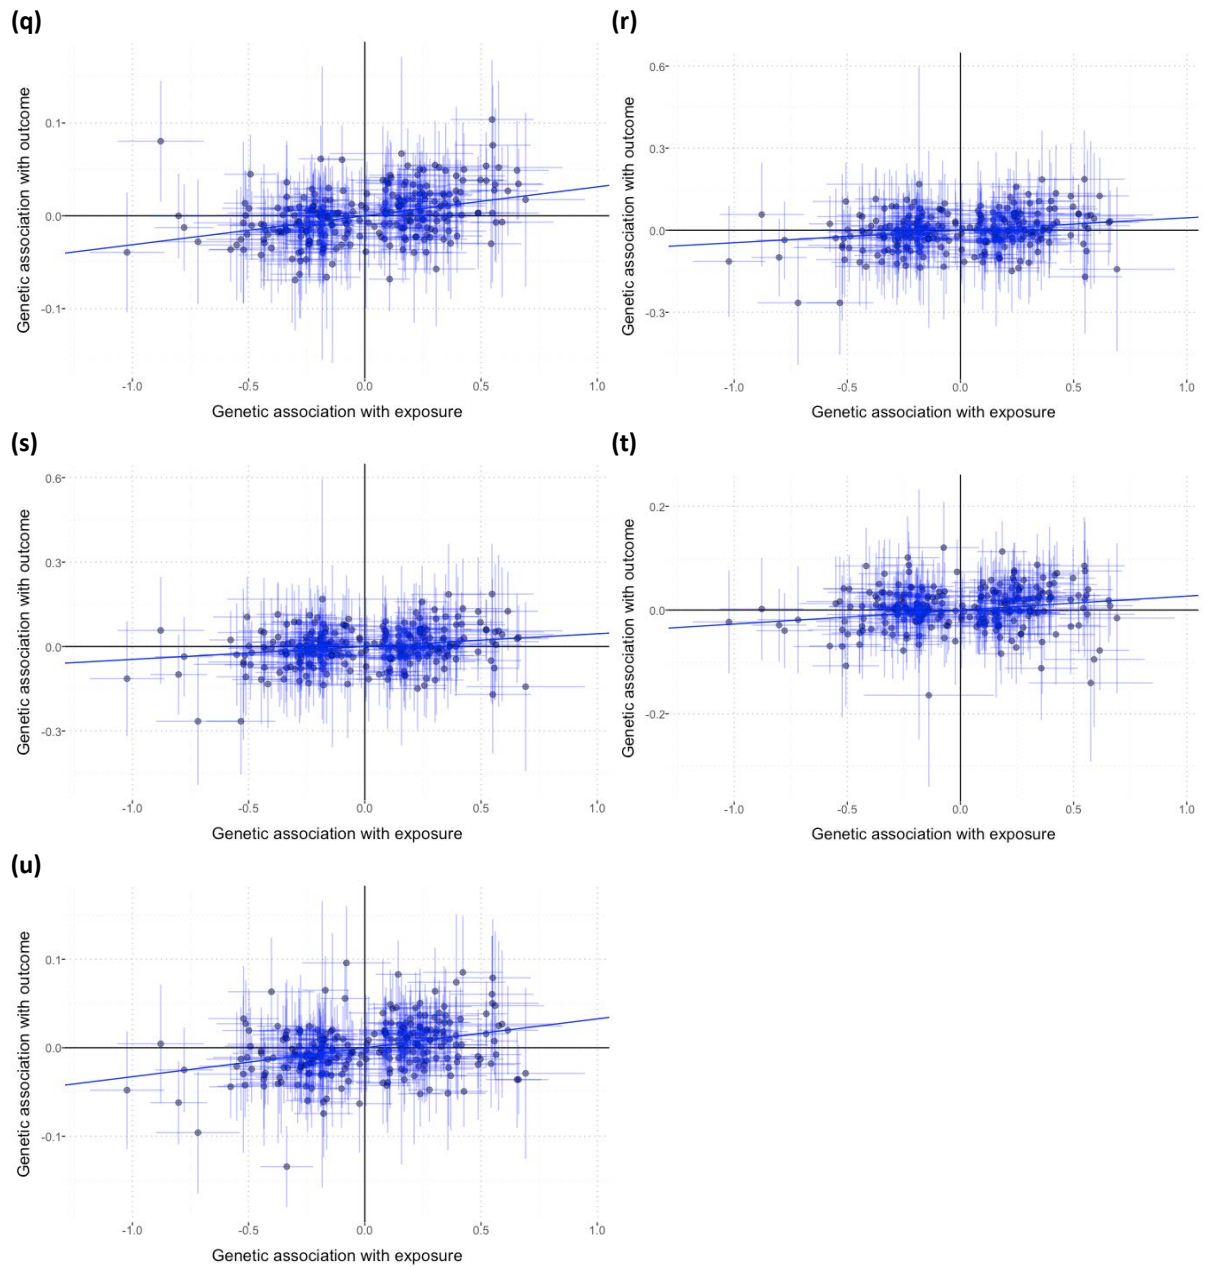 (q)
Genetic association with outcome
0.1
0.0
-0.1
-1.0 -0.5 0.0 0.5 1.0
Genetic association with exposure
(r)
Genetic association with outcome
0.6
0.3
0.0
-0.3
-1.0 -0.5 0.0 0.5 1.0
Genetic association with exposure
(s)
Genetic association with outcome
0.6
0.3
0.0
-0.3
-1.0 -0.5 0.0 0.5 1.0
Genetic association with exposure
(t)
Genetic association with outcome
0.2
0.0
-0.2
-1.0 -0.5 0.0 0.5 1.0
Genetic association with exposure
(u)
Genetic association with outcome
0.1
0.0
-0.1
-1.0 -0.5 0.0 0.5 1.0
Genetic association with exposure